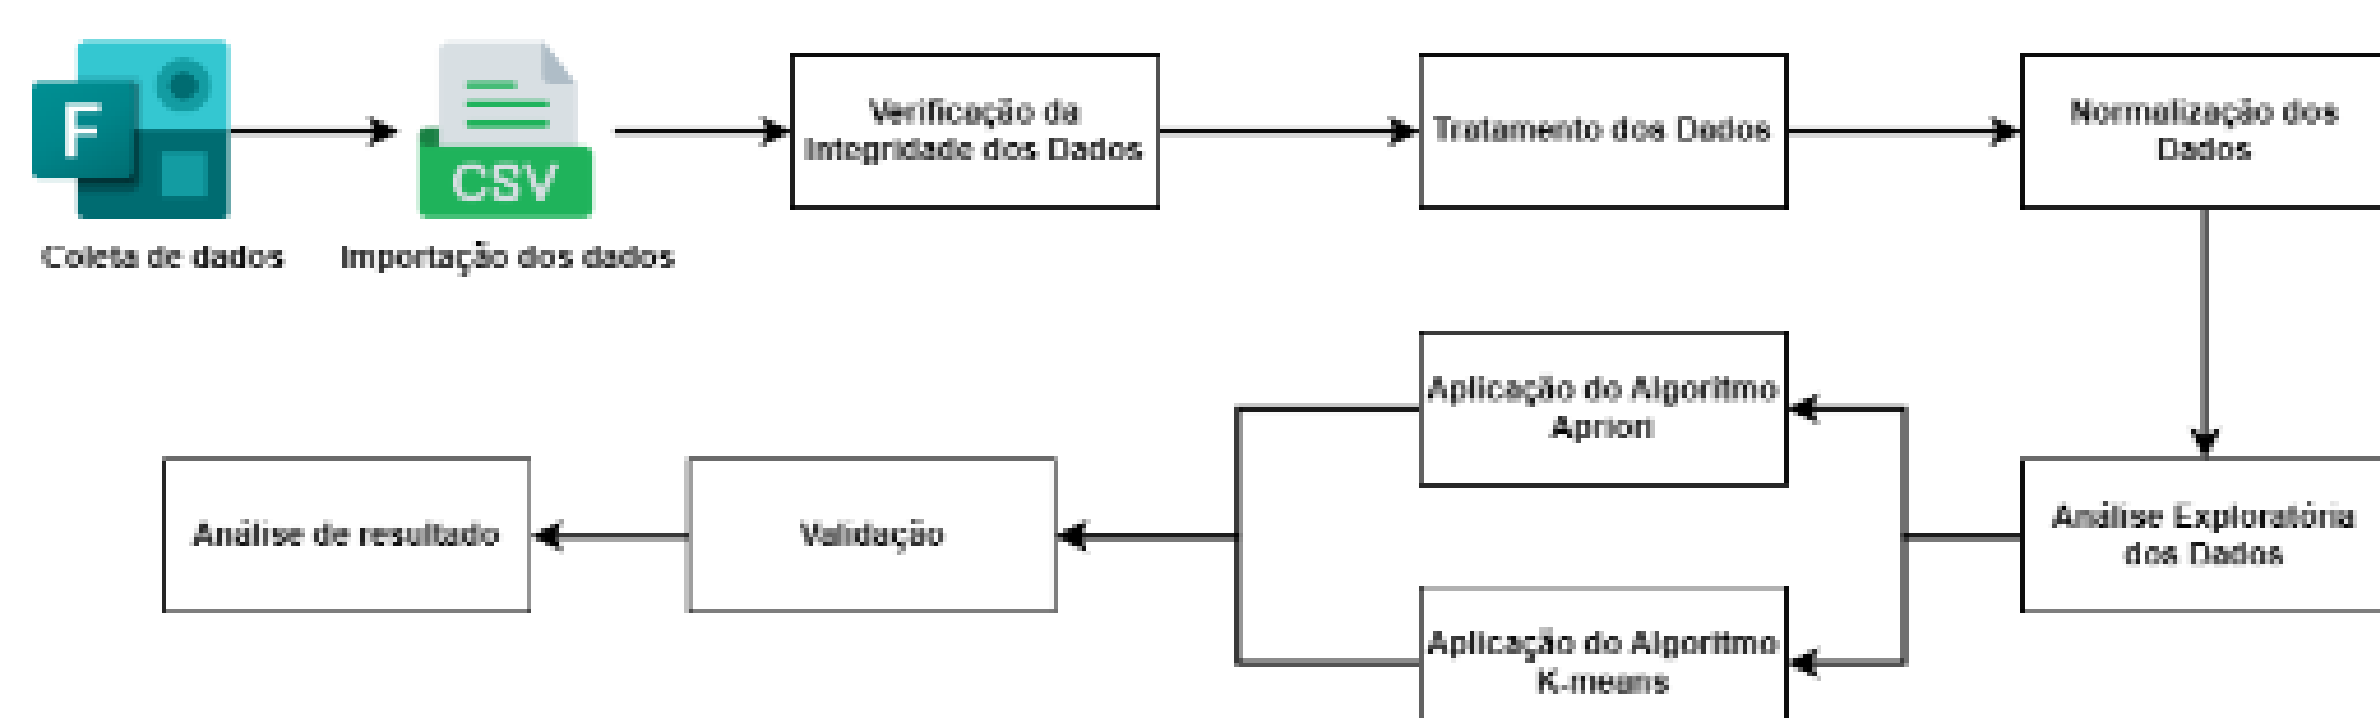 F
CSV
Coleta de dados
Importação dos dados
Verificação da
Integridade dos Dados
Tratamento dos Dados
Normalização dos
Dados
Análise Exploratória
dos Dados
Aplicação do Algoritmo
Apriori
Aplicação do Algoritmo
K-means
Validação
Análise de resultado